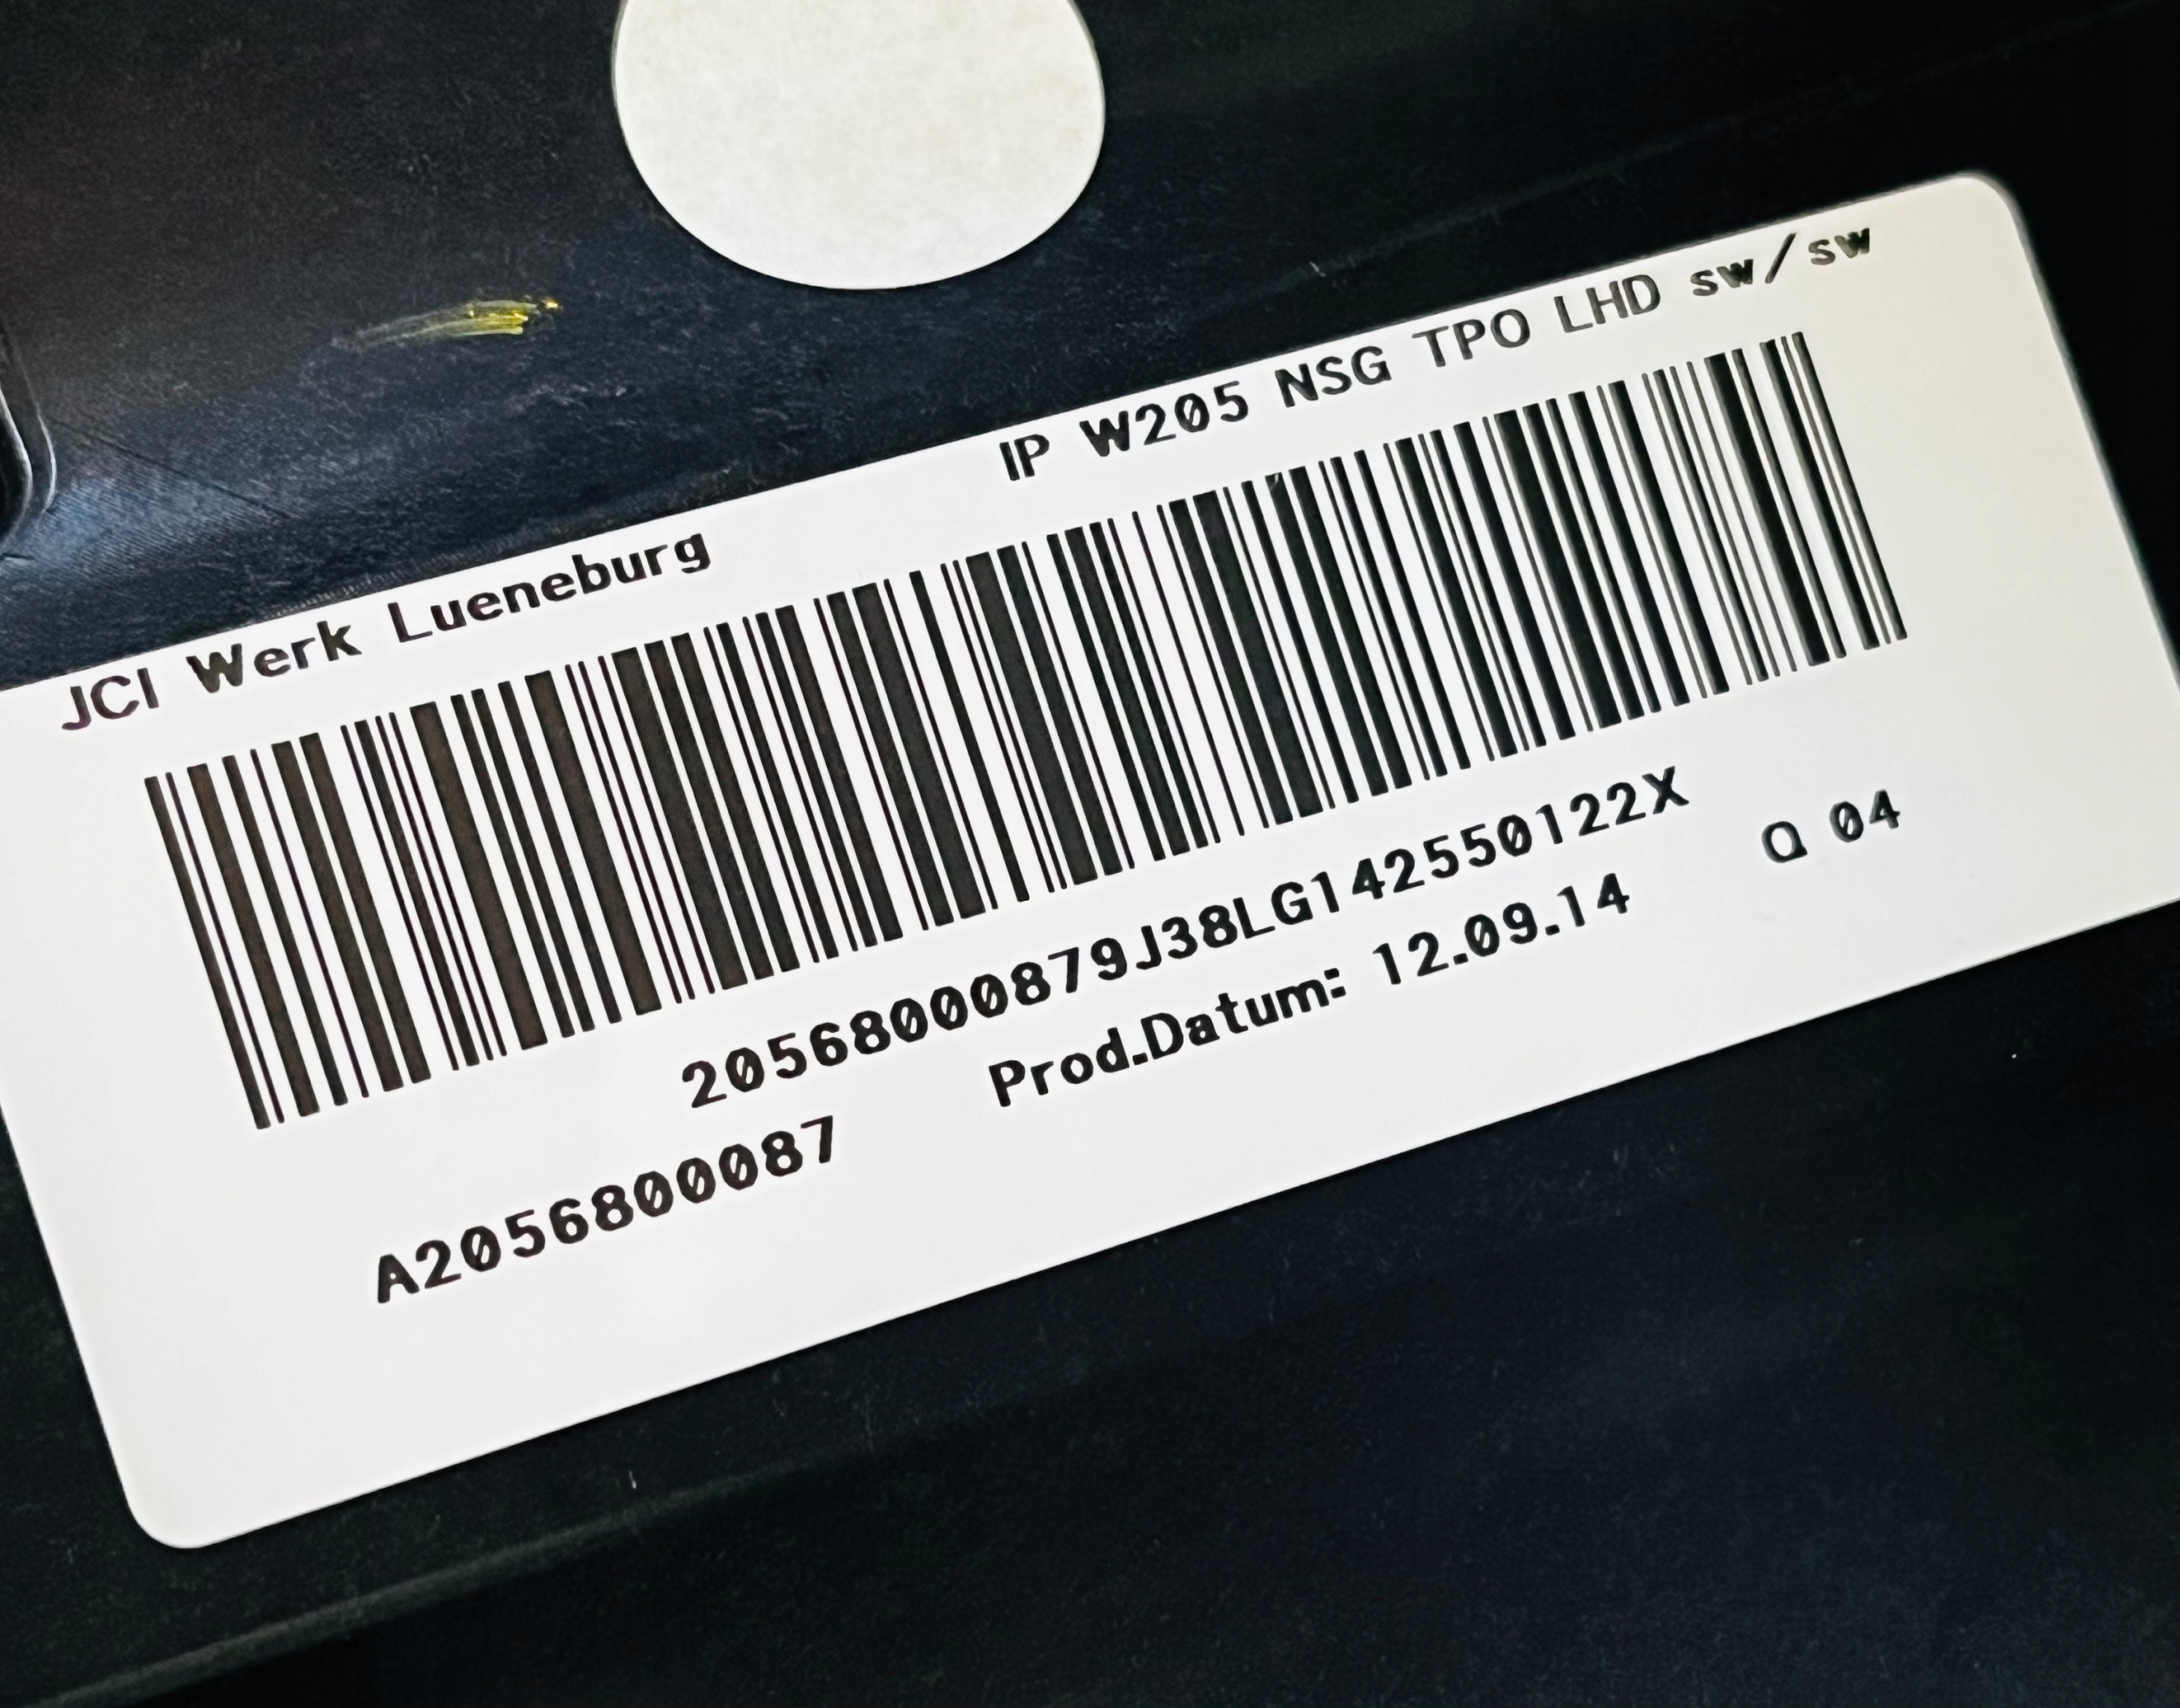 JCI Werk Lueneburg IP W205 NSG TPO LHD sw/sw
20568000879J38LG142550122X
A2056800087 Prod.Datum: 12.09.14 Q 04